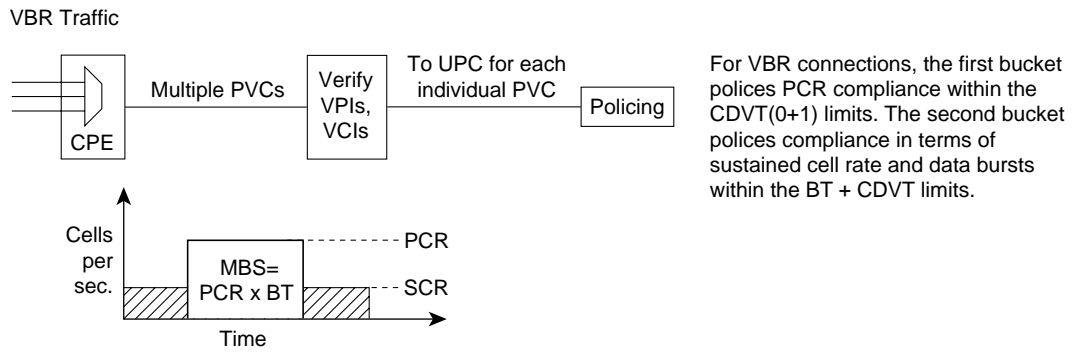 VBR Traffic
CPE
Multiple PVCs
Verify
VPIs,
VCIs
To UPC for each
individual PVC
Policing
For VBR connections, the first bucket
polices PCR compliance within the
CDVT(0+1) limits. The second bucket
polices compliance in terms of
sustained cell rate and data bursts
within the BT + CDVT limits.
Cells
per
sec.
MBS=
PCR x BT
PCR
SCR
Time